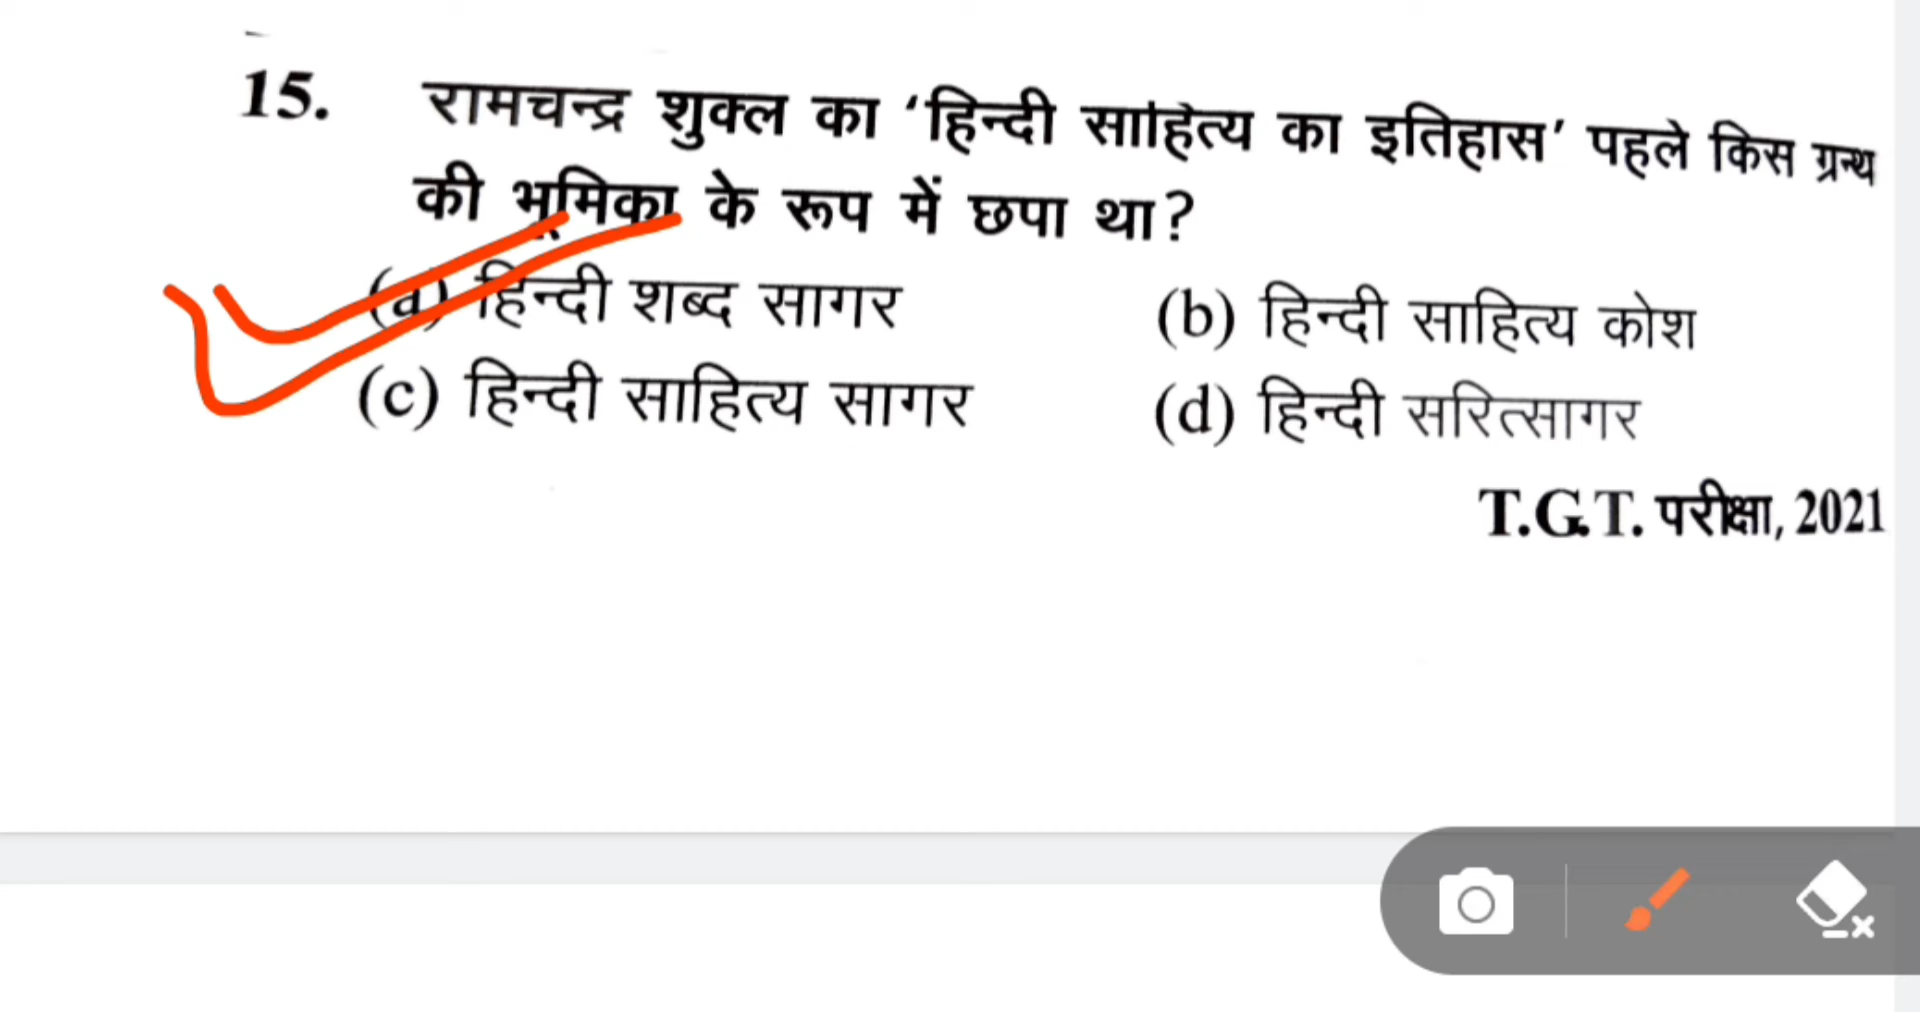 15. रामचन्द्र शुक्ल का ‘हिन्दी साहित्य का इतिहास’ पहले किस ग्रन्थ
की भूमिका के रूप में छपा था?
(a) हिन्दी शब्द सागर (b) हिन्दी साहित्य कोश
(c) हिन्दी साहित्य सागर (d) हिन्दी सरित्सागर
T.G.T. परीक्षा, 2021